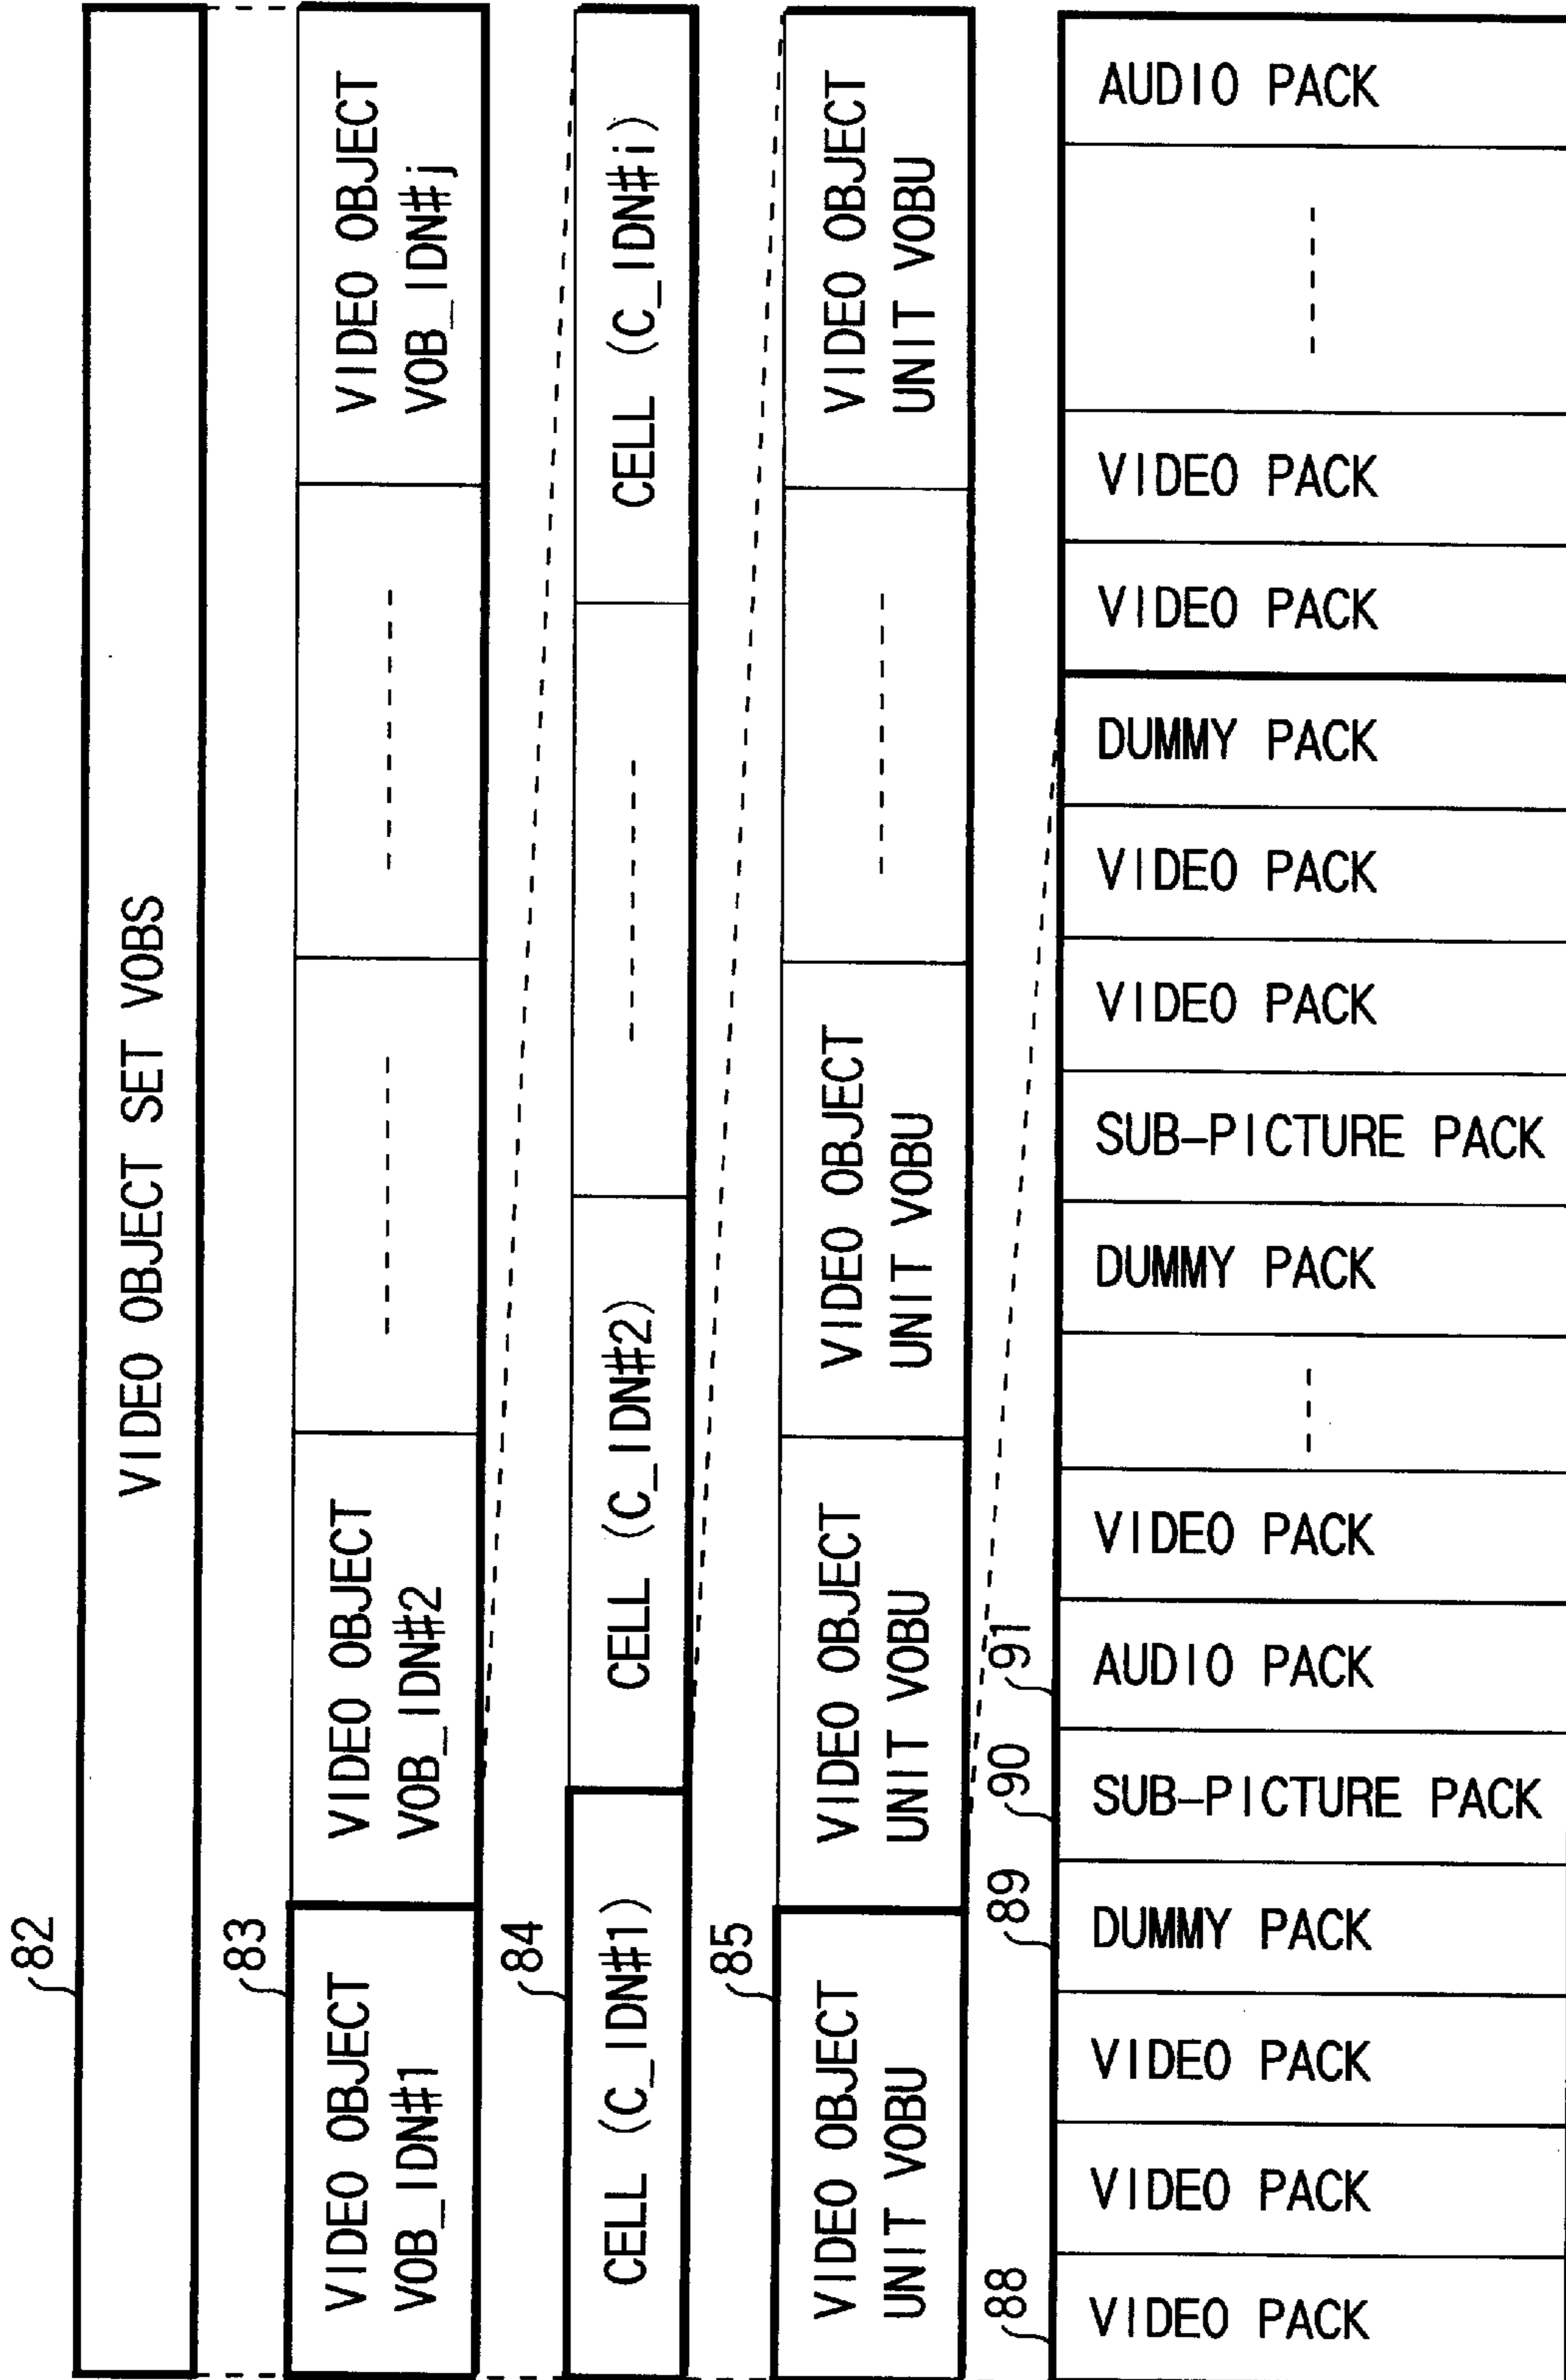 82
VIDEO OBJECT SET VOBS
83
VIDEO OBJECT
VOB_IDN#1
VIDEO OBJECT
VOB_IDN#2
VIDEO OBJECT
VOB_IDN#j
84
CELL (C_IDN#1)
CELL (C_IDN#2)
CELL (C_IDN#i)
85
VIDEO OBJECT
UNIT VOBU
VIDEO OBJECT
UNIT VOBU
VIDEO OBJECT
UNIT VOBU
VIDEO OBJECT
UNIT VOBU
88
89
90
91
VIDEO PACK
VIDEO PACK
VIDEO PACK
DUMMY PACK
SUB-PICTURE PACK
AUDIO PACK
VIDEO PACK
DUMMY PACK
SUB-PICTURE PACK
VIDEO PACK
VIDEO PACK
DUMMY PACK
VIDEO PACK
VIDEO PACK
AUDIO PACK